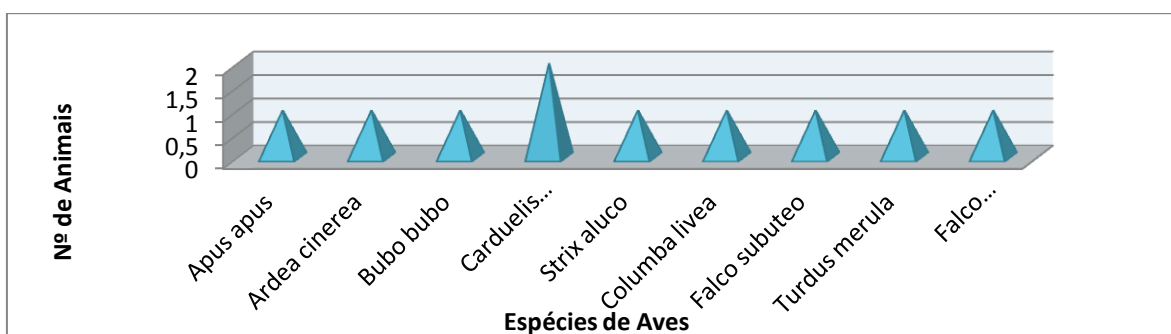 Nº de Animais
2
1,5
1
0,5
0
Apus apus
Ardea cinerea
Bubo bubo
Carduelis...
Strix aluco
Columba livea
Falco subuteo
Turdus merula
Falco...
Espécies de Aves